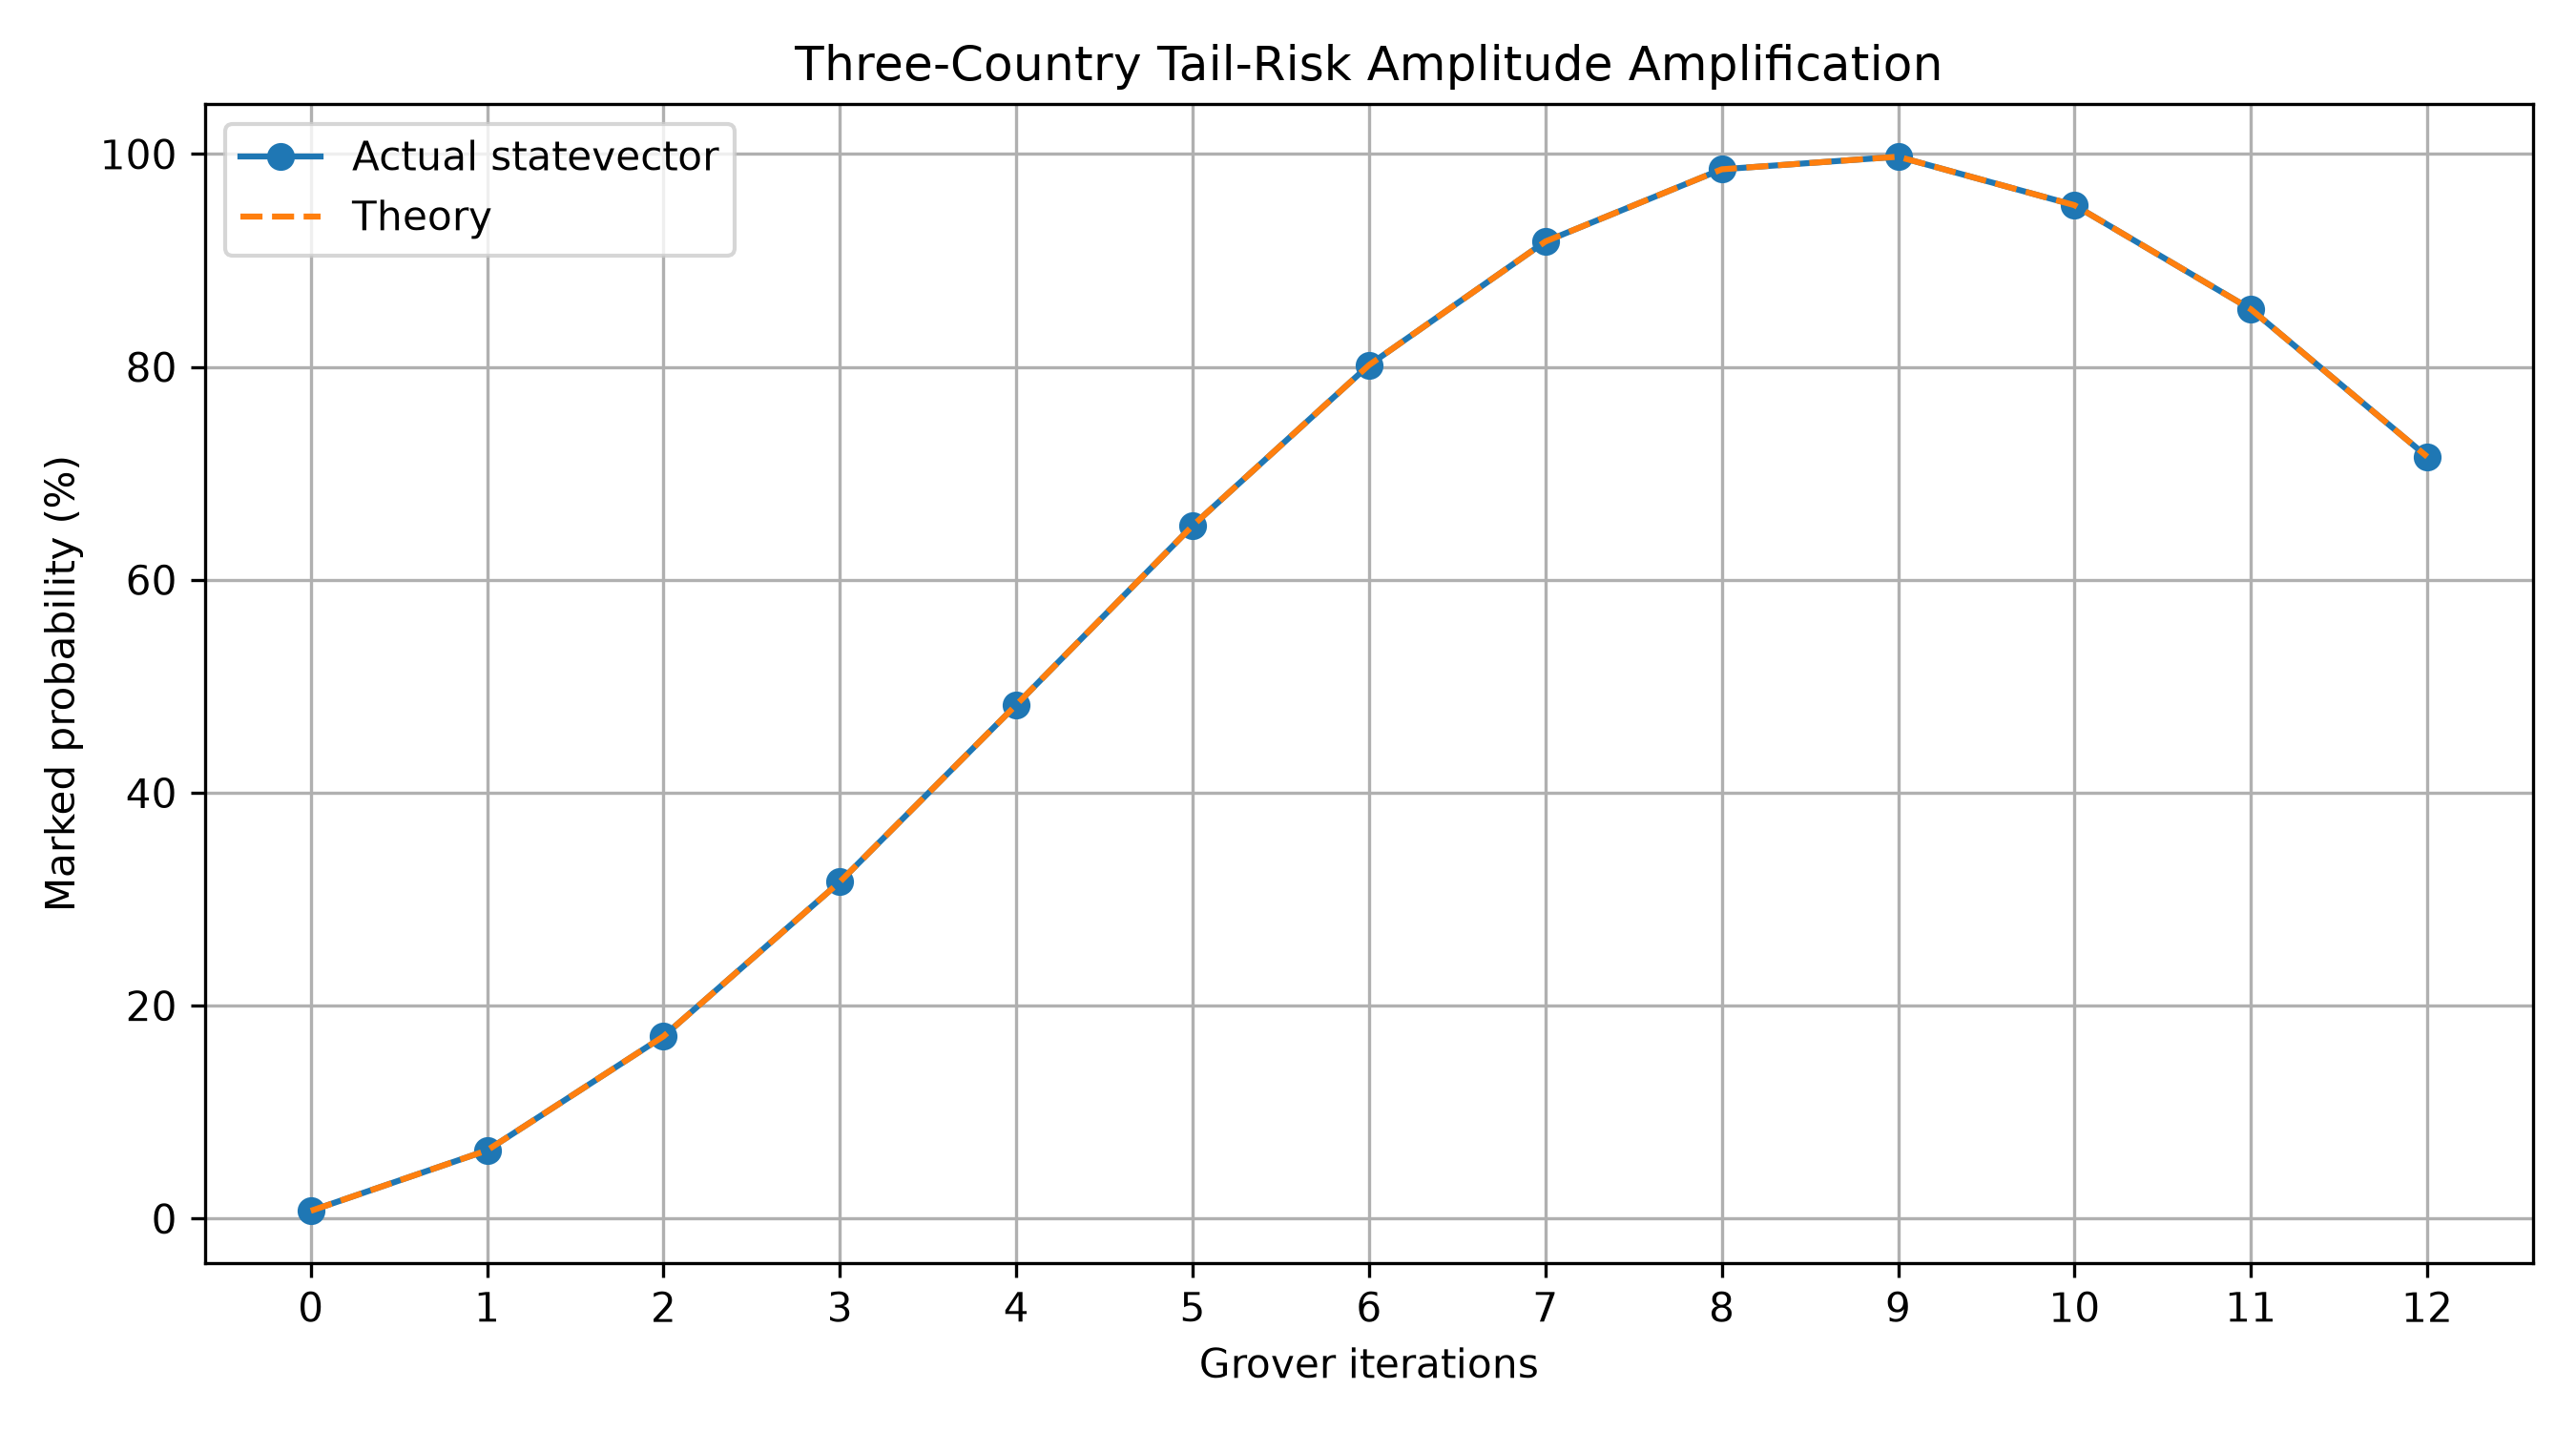 Three-Country Tail-Risk Amplitude Amplification
Actual statevector
Theory
Marked probability (%)
100
80
60
40
20
0
0 1 2 3 4 5 6 7 8 9 10 11 12
Grover iterations